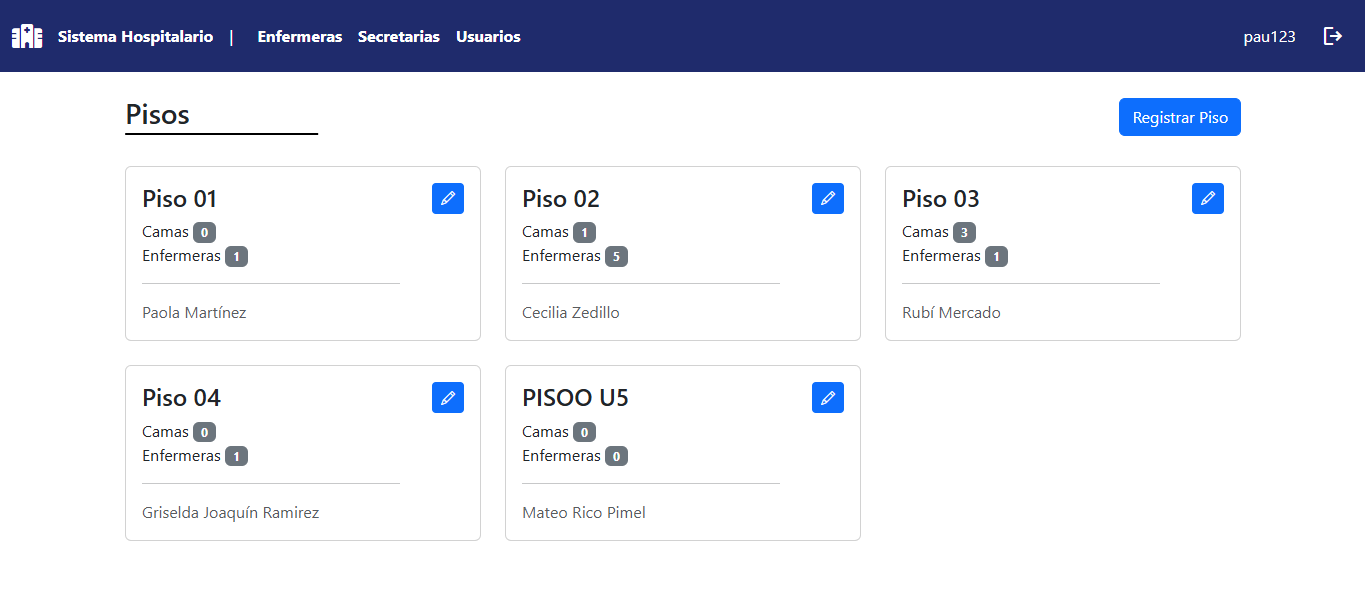 Sistema Hospitalario | Enfermeras Secretarias Usuarios pau123
Pisos
Registrar Piso
Piso 01
Camas 0
Enfermeras 1
Paola Martínez
Piso 02
Camas 1
Enfermeras 5
Cecilia Zedillo
Piso 03
Camas 3
Enfermeras 1
Rubí Mercado
Piso 04
Camas 0
Enfermeras 1
Griselda Joaquín Ramirez
PISOO U5
Camas 0
Enfermeras 0
Mateo Rico Pimel